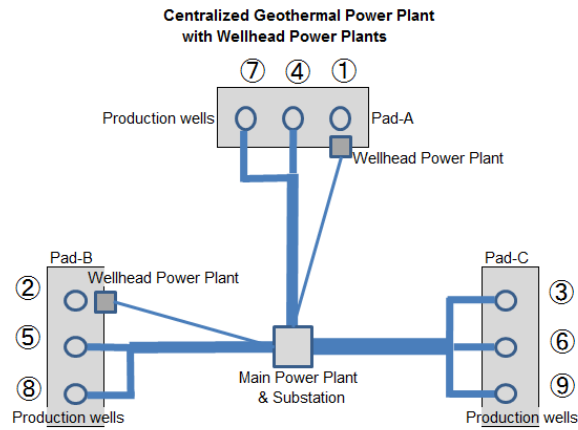 Centralized Geothermal Power Plant
with Wellhead Power Plants
⑦ ④ ①
Production wells
Pad-A
Wellhead Power Plant
Pad-B
Pad-C
② Wellhead Power Plant
③
⑤
⑥
Main Power Plant
& Substation
⑧
⑨
Production wells
Production wells